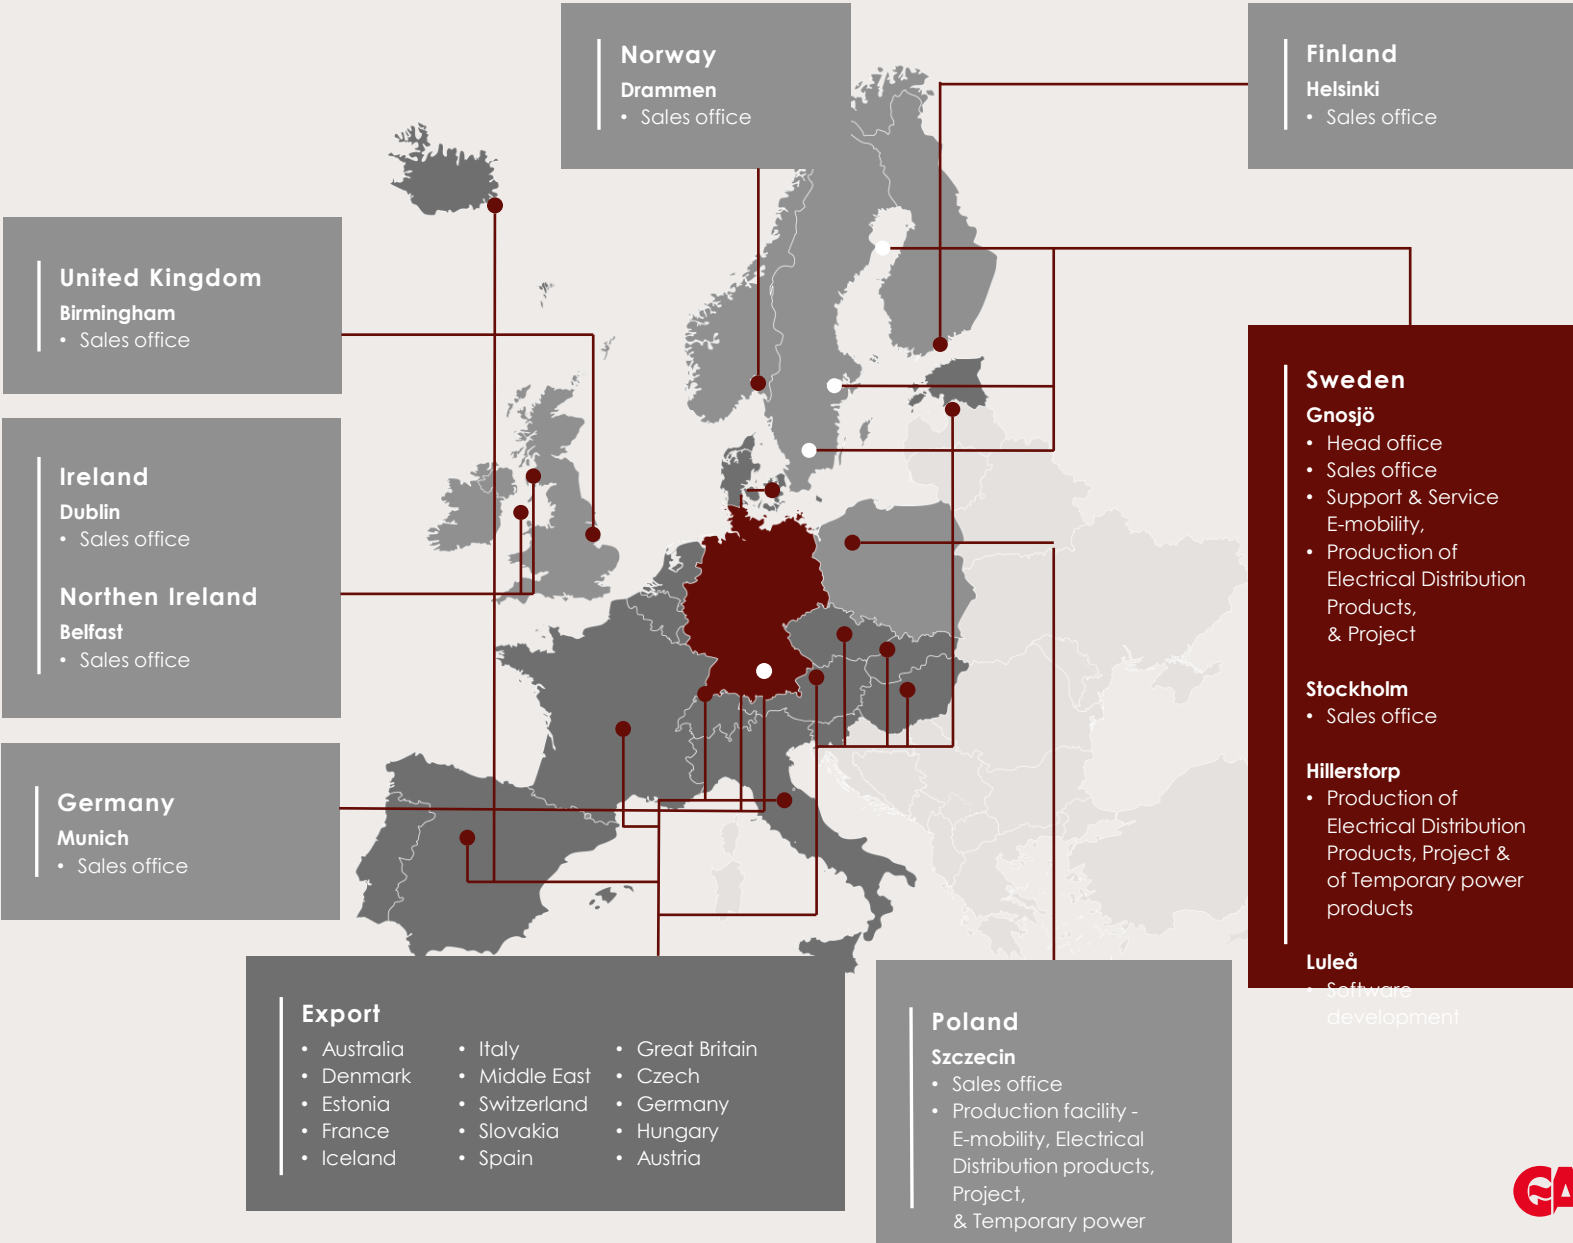 Norway
Drammen
• Sales office
Finland
Helsinki
• Sales office
United Kingdom
Birmingham
• Sales office
Ireland
Dublin
• Sales office
Northen Ireland
Belfast
• Sales office
Germany
Munich
• Sales office
Sweden
Gnosjö
• Head office
• Sales office
• Support & Service
E-mobility,
• Production of
Electrical Distribution
Products,
& Project
Stockholm
• Sales office
Hillerstorp
• Production of
Electrical Distribution
Products, Project &
of Temporary power
products
Luleå
• Software
development
Export
• Australia
• Denmark
• Estonia
• France
• Iceland
• Italy
• Middle East
• Switzerland
• Slovakia
• Spain
• Great Britain
• Czech
• Germany
• Hungary
• Austria
Poland
Szczecin
• Sales office
• Production facility -
E-mobility, Electrical
Distribution products,
Project,
& Temporary power